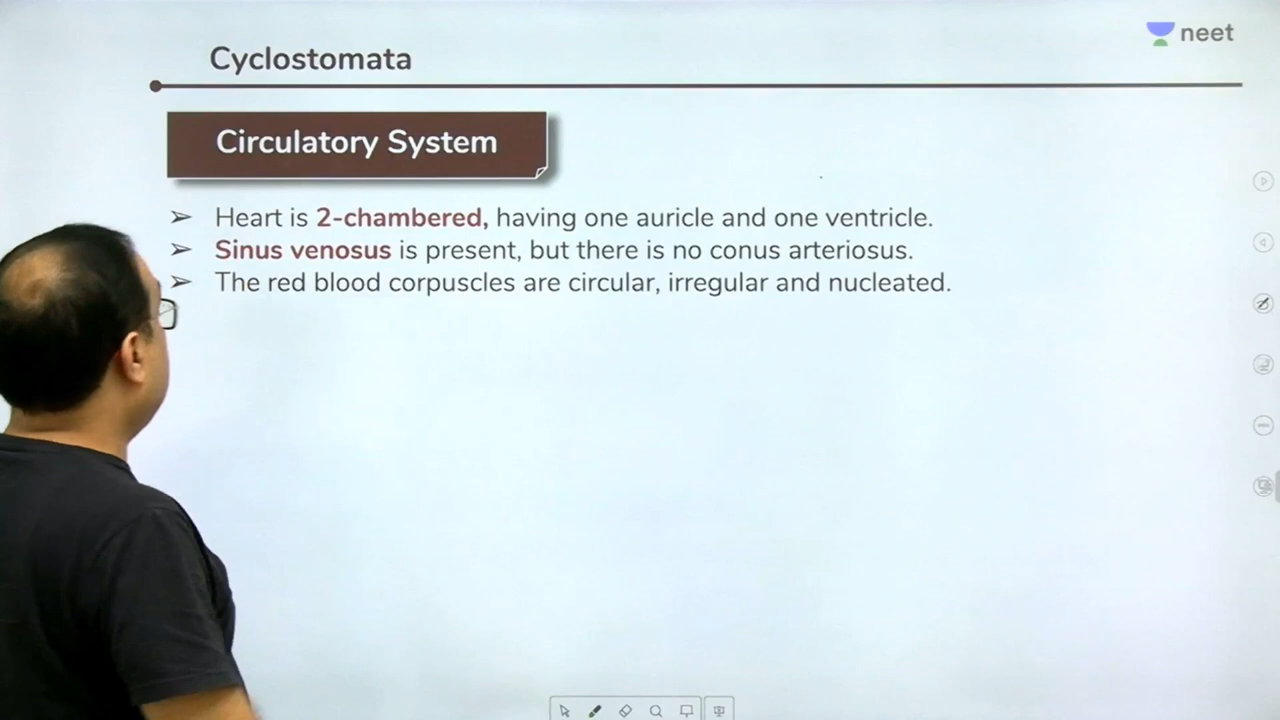 neet
Cyclostomata
Circulatory System
➢ Heart is 2-chambered, having one auricle and one ventricle.
➢ Sinus venosus is present, but there is no conus arteriosus.
➢ The red blood corpuscles are circular, irregular and nucleated.